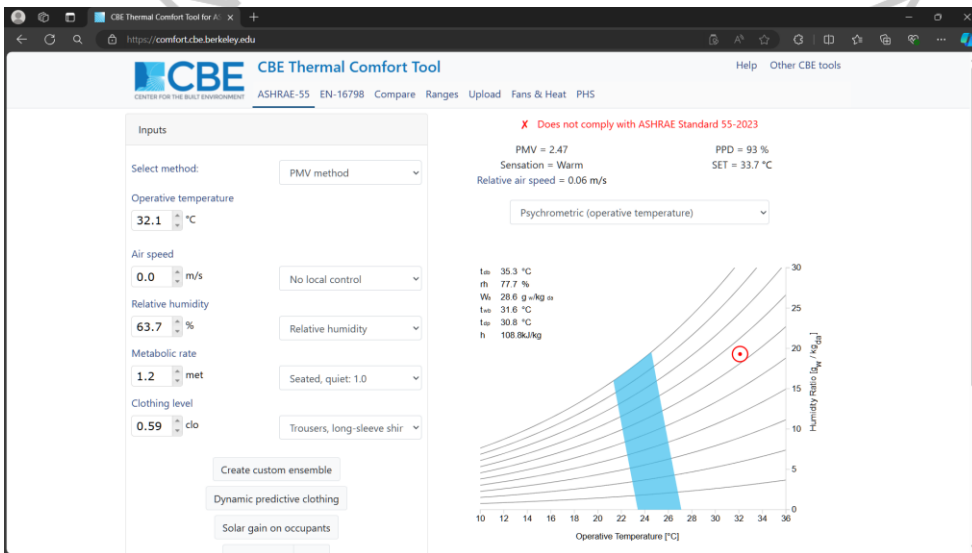 CBE Thermal Comfort Tool for AS
https://comfort.cbe.berkeley.edu
CBE
CENTER FOR THE BUILT ENVIRONMENT
CBE Thermal Comfort Tool
Help Other CBE tools
ASHRAE-55 EN-16798 Compare Ranges Upload Fans & Heat PHS
Inputs
Select method:
PMV method
Operative temperature
32.1 °C
Air speed
0.0 m/s
No local control
Relative humidity
63.7 %
Relative humidity
Metabolic rate
1.2 met
Seated, quiet: 1.0
Clothing level
0.59 clo
Trousers, long-sleeve shir
Create custom ensemble
Dynamic predictive clothing
Solar gain on occupants
✗ Does not comply with ASHRAE Standard 55-2023
PMV = 2.47 PPD = 93 %
Sensation = Warm SET = 33.7 °C
Relative air speed = 0.06 m/s
Psychrometric (operative temperature)
tdb 35.3 °C
rh 77.7 %
Wa 28.6 g w/kg da
twb 31.6 °C
tdp 30.8 °C
h 108.8kJ/kg
30
25
20
15
10
5
0
Humidity Ratio [gw / kgda]
10 12 14 16 18 20 22 24 26 28 30 32 34 36
Operative Temperature [°C]